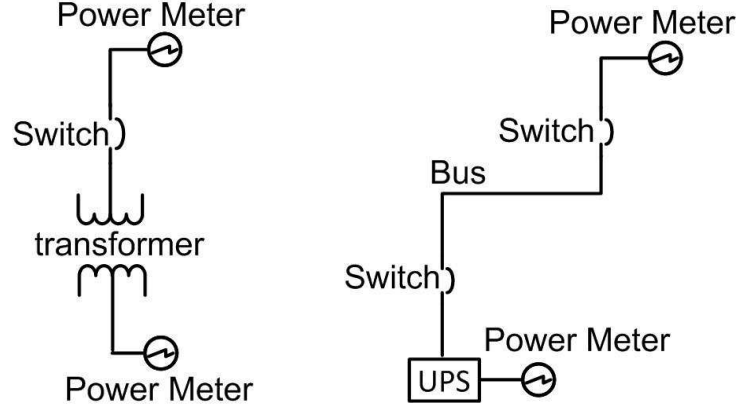 Power Meter
Switch
transformer
Power Meter
Power Meter
Switch
Bus
Switch
Power Meter
UPS